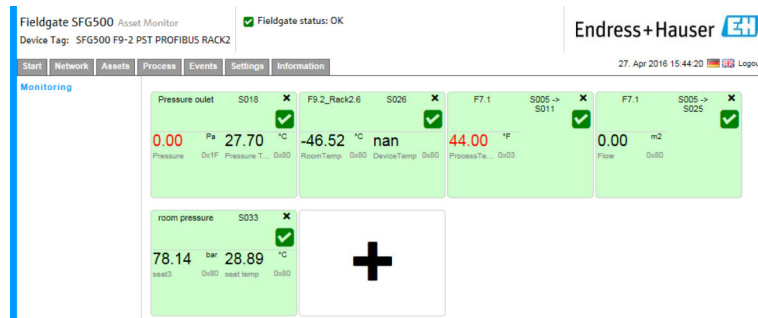 Fieldgate SFG500 Asset Monitor
Fieldgate status: OK
Device Tag: SFG500 F9-2 PST PROFIBUS RACK2
Endress+Hauser EH
Start Network Assets Process Events Settings Information
27. Apr 2016 15:44:20 Logou
Monitoring
Pressure oulet S018
0.00 Pa 27.70 °C
Pressure 0x1F Pressure T... 0x80
F9.2_Rack2.6 S026
-46.52 °C nan
RoomTemp 0x80 DeviceTemp 0x80
F7.1 S005 -> S011
44.00 °F
ProcessTe... 0x03
F7.1 S005 -> S025
0.00 m2
Flow 0x80
room pressure S033
78.14 bar 28.89 °C
seat3 0x80 seat temp 0x80